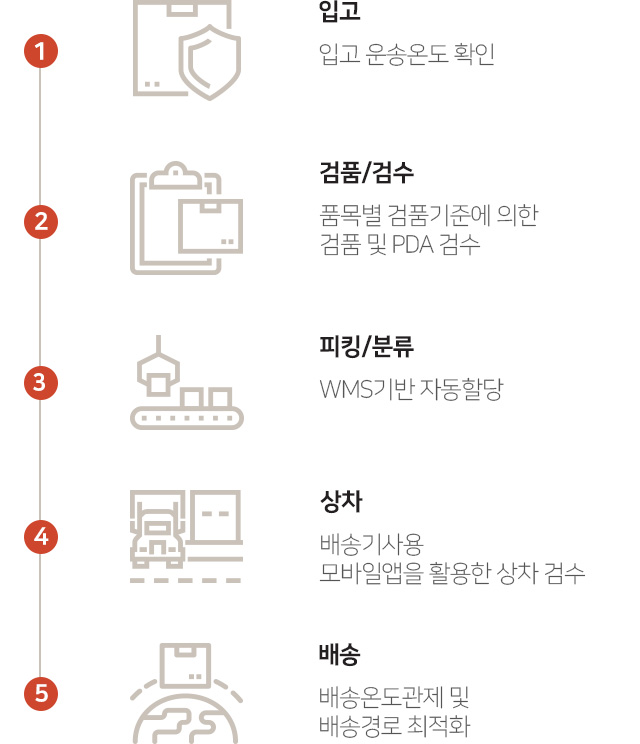 1
입고
입고 운송온도 확인
2
검품/검수
품목별 검품기준에 의한
검품 및 PDA 검수
3
피킹/분류
WMS기반 자동할당
4
상차
배송기사용
모바일앱을 활용한 상차 검수
5
배송
배송온도관제 및
배송경로 최적화